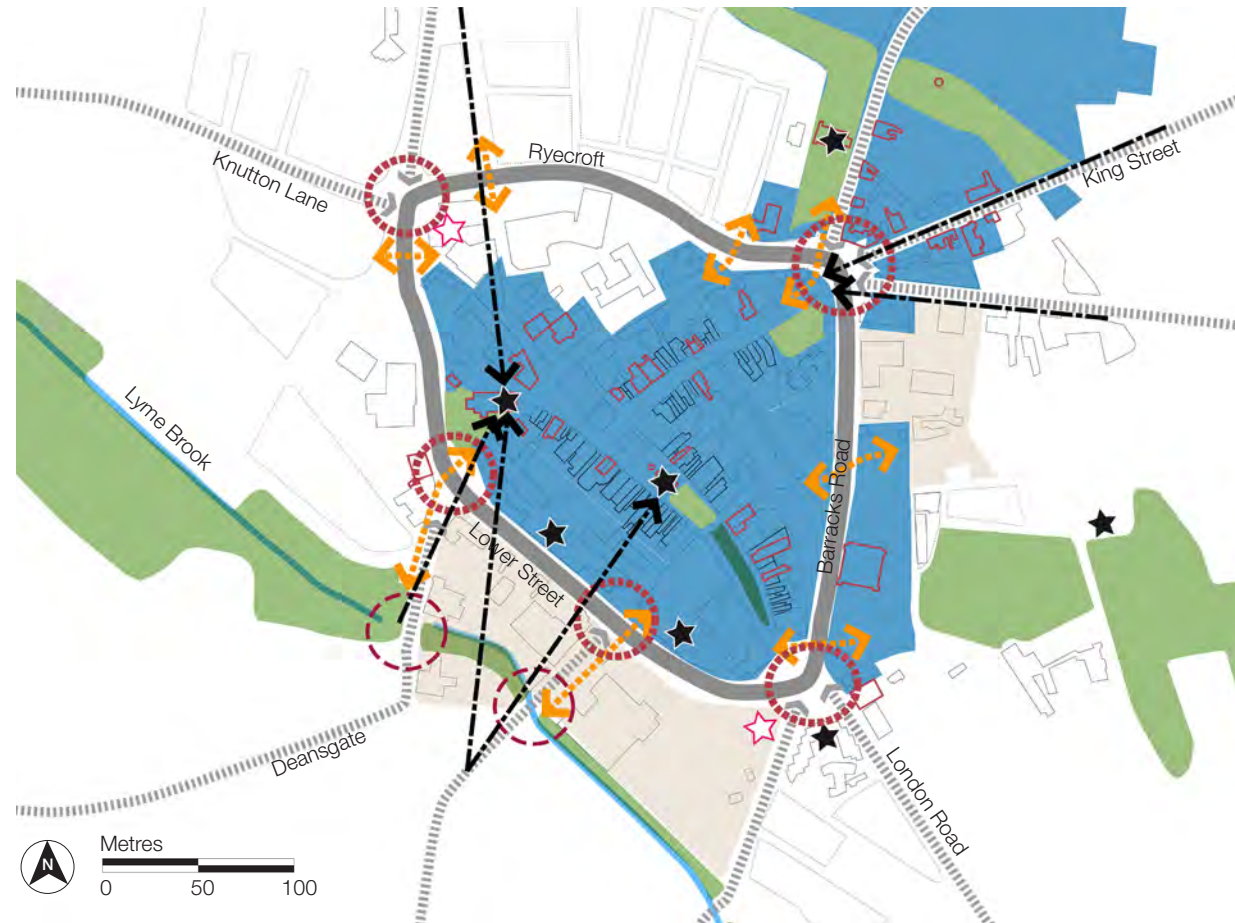 Ryecroft
Knutton Lane
King Street
Lyme Brook
Barracks Road
Lower Street
Deansgate
London Road
N
Metres
0 50 100